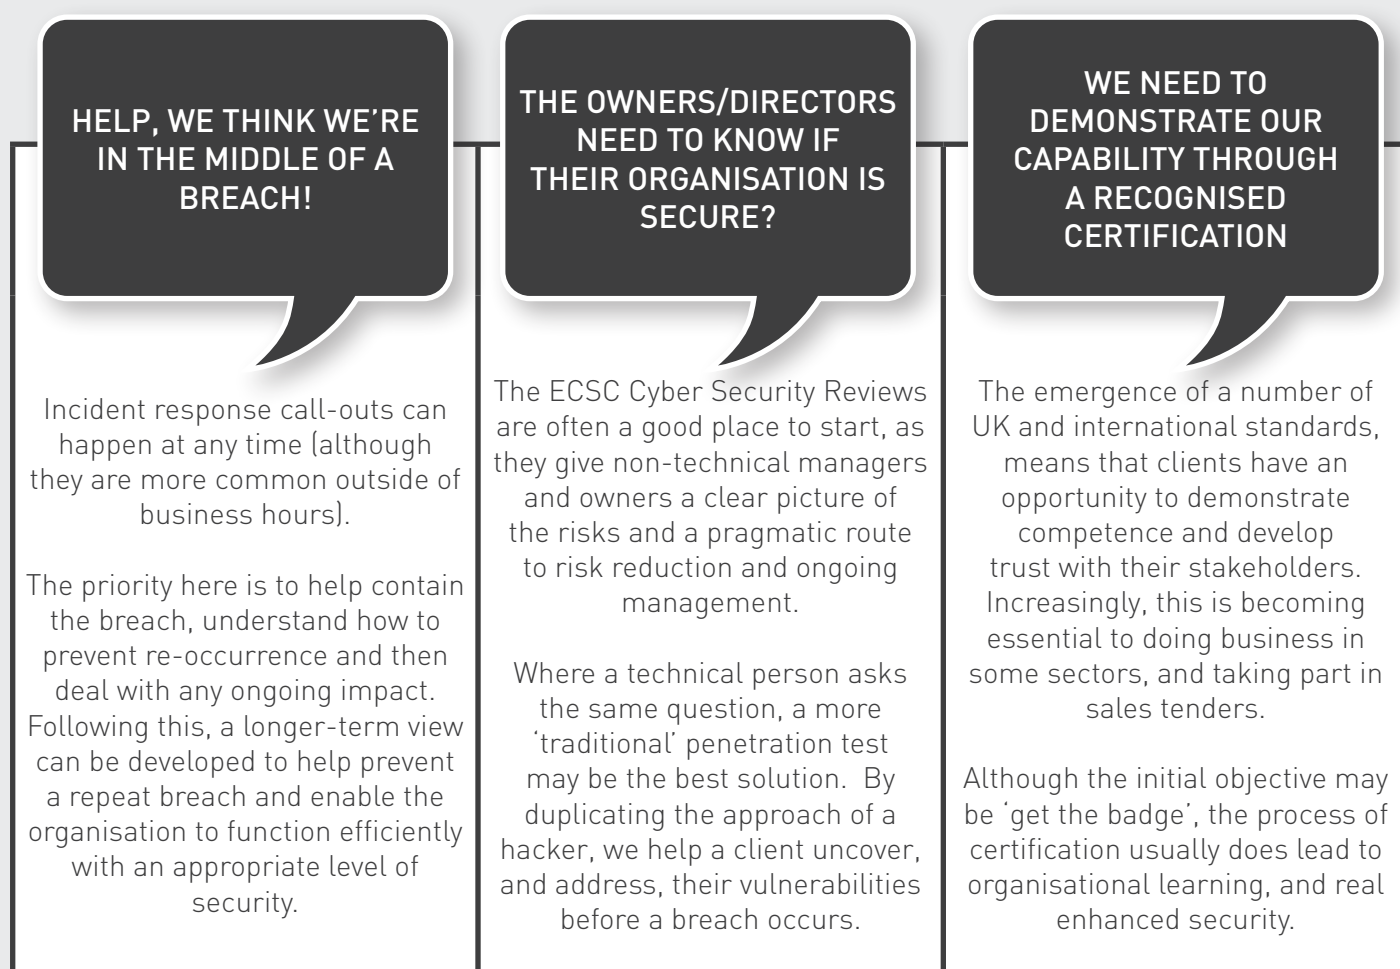 HELP, WE THINK WE’RE
IN THE MIDDLE OF A
BREACH!
Incident response call-outs can
happen at any time (although
they are more common outside of
business hours).
The priority here is to help contain
the breach, understand how to
prevent re-occurrence and then
deal with any ongoing impact.
Following this, a longer-term view
can be developed to help prevent
a repeat breach and enable the
organisation to function efficiently
with an appropriate level of
security.
THE OWNERS/DIRECTORS
NEED TO KNOW IF
THEIR ORGANISATION IS
SECURE?
The ECSC Cyber Security Reviews
are often a good place to start, as
they give non-technical managers
and owners a clear picture of
the risks and a pragmatic route
to risk reduction and ongoing
management.
Where a technical person asks
the same question, a more
‘traditional’ penetration test
may be the best solution.  By
duplicating the approach of a
hacker, we help a client uncover,
and address, their vulnerabilities
before a breach occurs.
WE NEED TO
DEMONSTRATE OUR
CAPABILITY THROUGH
A RECOGNISED
CERTIFICATION
The emergence of a number of
UK and international standards,
means that clients have an
opportunity to demonstrate
competence and develop
trust with their stakeholders.
Increasingly, this is becoming
essential to doing business in
some sectors, and taking part in
sales tenders.
Although the initial objective may
be ‘get the badge’, the process of
certification usually does lead to
organisational learning, and real
enhanced security.